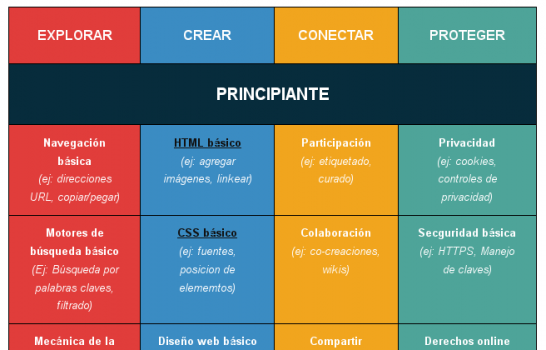 EXPLORAR
CREAR
CONECTAR
PROTEGER
PRINCIPIANTE
Navegación
básica
(ej: direcciones
URL, copiar/pegar)
HTML básico
(ej: agregar
imágenes, linkear)
Participación
(ej: etiquetado,
curado)
Privacidad
(ej: cookies,
controles de
privacidad)
Motores de
búsqueda básico
(Ej: Búsqueda por
palabras claves,
filtrado)
CSS básico
(ej: fuentes,
posicion de
elememtos)
Colaboración
(ej: co-creaciones,
wikis)
Secguridad básica
(ej: HTTPS, Manejo
de claves)
Mecánica de la
Diseño web básico
Compartir
Derechos online